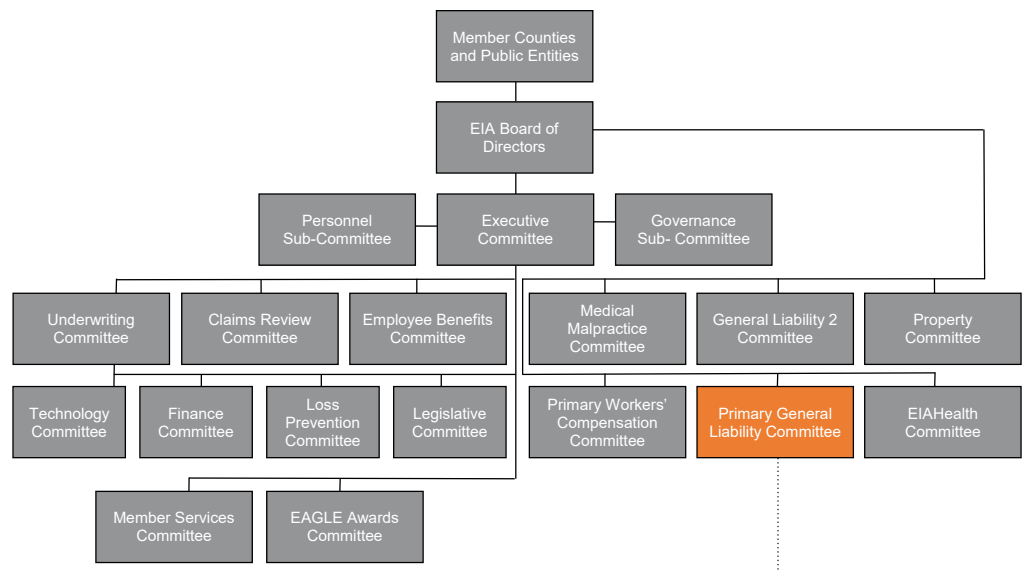 Member Counties
and Public Entities
EIA Board of
Directors
Personnel
Sub-Committee
Executive
Committee
Governance
Sub- Committee
Underwriting
Committee
Claims Review
Committee
Employee Benefits
Committee
Medical
Malpractice
Committee
General Liability 2
Committee
Property
Committee
Technology
Committee
Finance
Committee
Loss
Prevention
Committee
Legislative
Committee
Primary Workers’
Compensation
Committee
Primary General
Liability Committee
EIAHealth
Committee
Member Services
Committee
EAGLE Awards
Committee